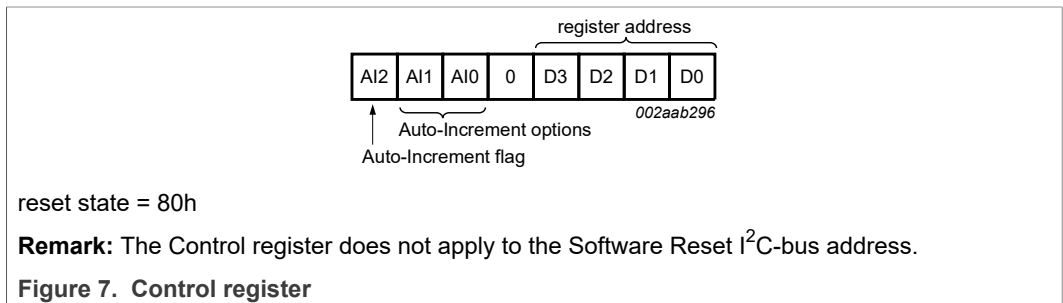 register address
AI2 AI1 AI0 0 D3 D2 D1 D0
002aab296
Auto-Increment options
Auto-Increment flag
reset state = 80h
Remark: The Control register does not apply to the Software Reset I²C-bus address.
Figure 7. Control register